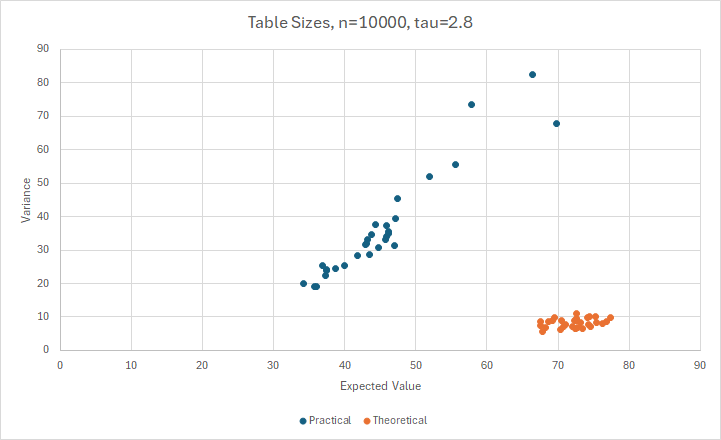 Table Sizes, n=10000, tau=2.8
90
80
70
60
50
40
30
20
10
0
Variance
0 10 20 30 40 50 60 70 80 90
Expected Value
Practical Theoretical